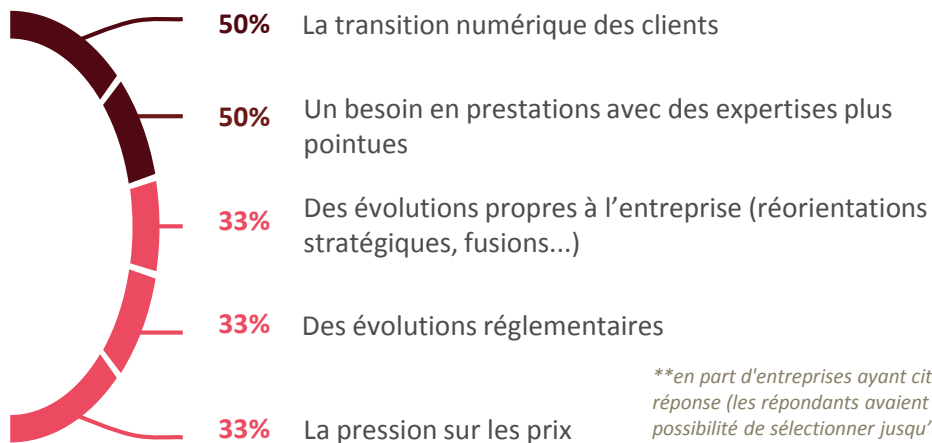 50% La transition numérique des clients
50% Un besoin en prestations avec des expertises plus
pointues
33% Des évolutions propres à l'entreprise (réorientations
stratégiques, fusions...)
33% Des évolutions réglementaires
33% La pression sur les prix
**en part d'entreprises ayant cit
réponse (les répondants avaient
possibilité de sélectionner jusqu'